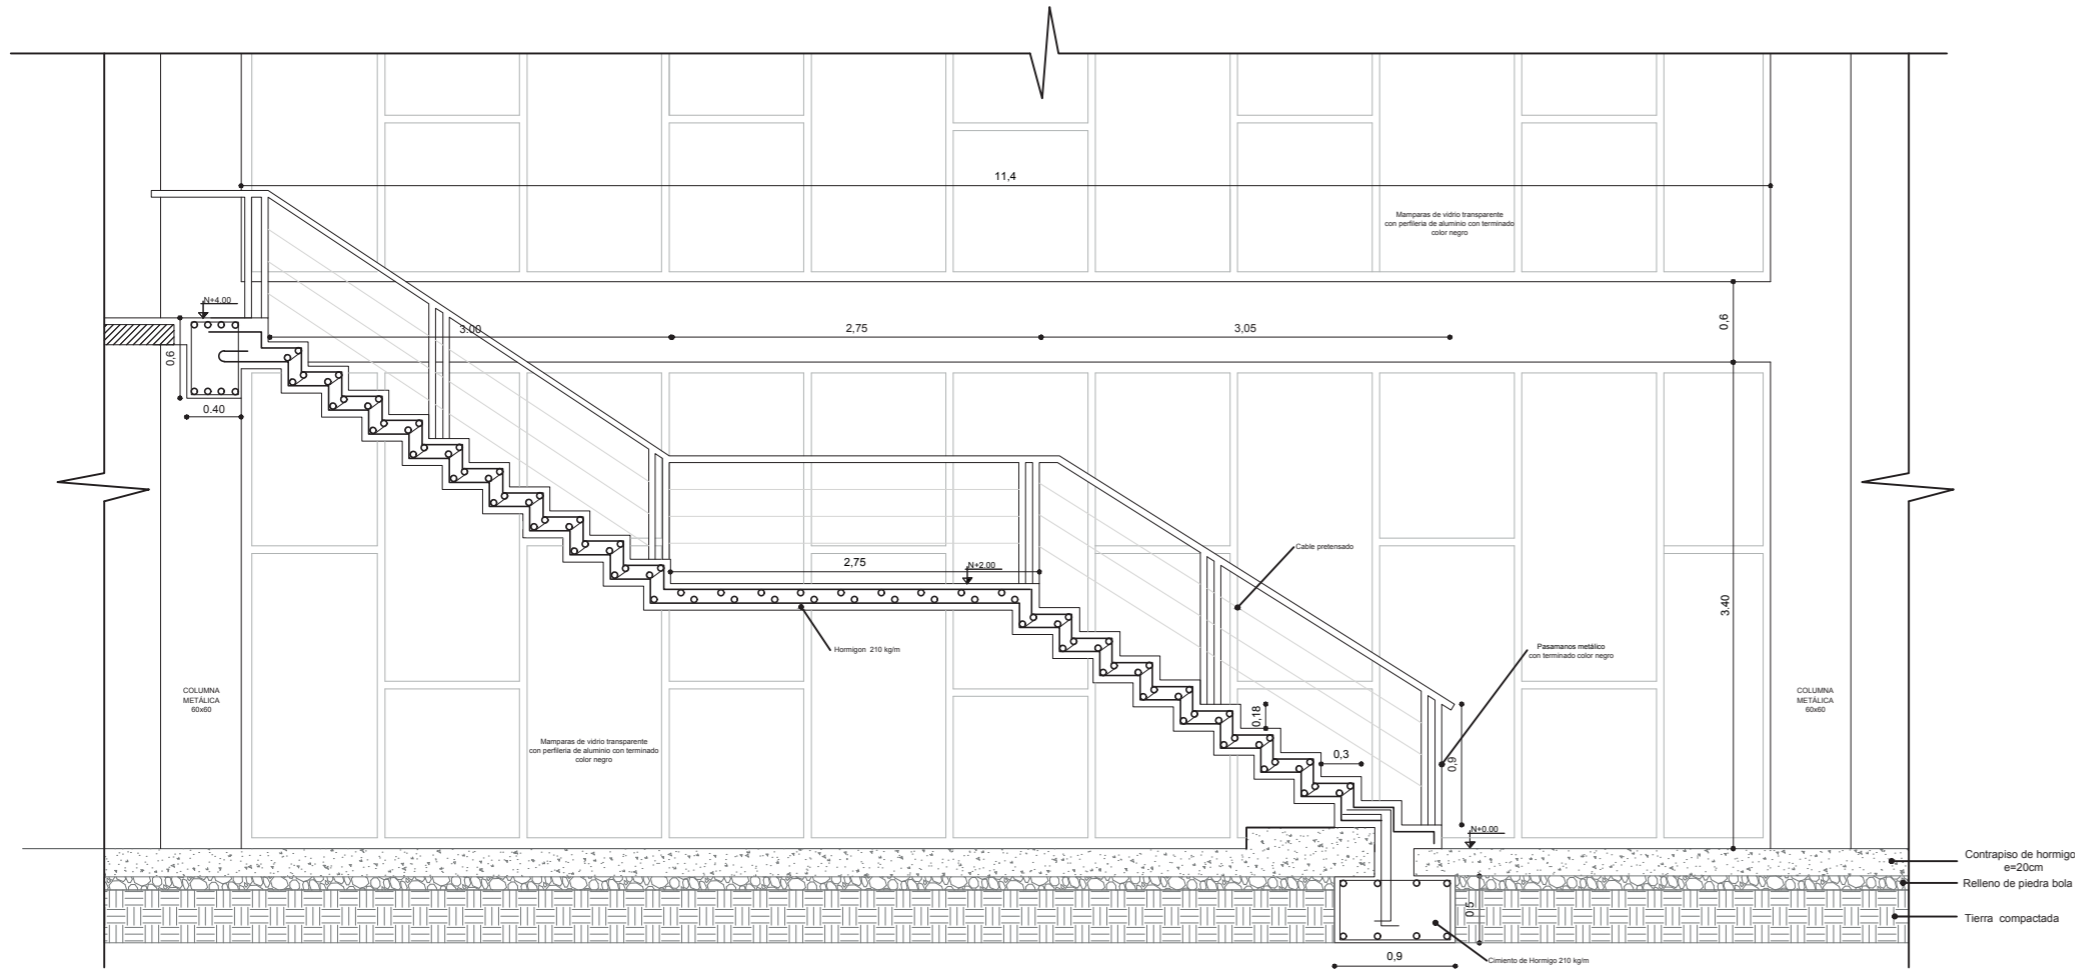 11,4
Mamparas de vidrio transparente
con perfileria de aluminio con terminado
color negro
N+4.00
3.00
2,75
3,05
0,6
0,6
0.40
Cable pretensado
2,75
N+2.00
3.40
Hormigon 210 kg/m
Pasamanos metálico
con terminado color negro
COLUMNA
METÁLICA
60x60
COLUMNA
METÁLICA
60x60
0,18
Mamparas de vidrio transparente
con perfileria de aluminio con terminado
color negro
0,3
0,9
N+0.00
Contrapiso de hormigo
e=20cm
Relleno de piedra bola
0.5
Tierra compactada
0,9
Cimiento de Hormigo 210 kg/m